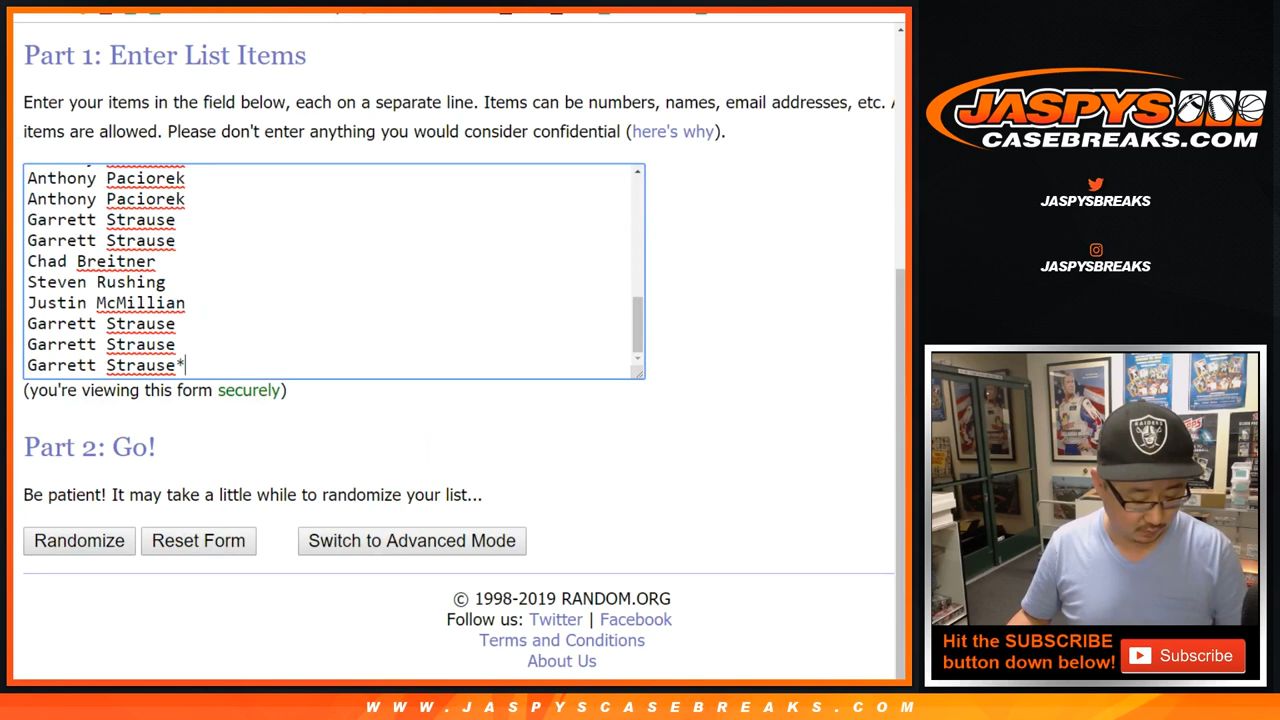 Part 1: Enter List Items
Enter your items in the field below, each on a separate line. Items can be numbers, names, email addresses, etc. A
items are allowed. Please don't enter anything you would consider confidential (here's why).
Anthony Paciorek
Anthony Paciorek
Garrett Strause
Garrett Strause
Chad Breitner
Steven Rushing
Justin McMillian
Garrett Strause
Garrett Strause
Garrett Strause*
(you're viewing this form securely)
Part 2: Go!
Be patient! It may take a little while to randomize your list...
Randomize
Reset Form
Switch to Advanced Mode
© 1998-2019 RANDOM.ORG
Follow us: Twitter | Facebook
Terms and Conditions
About Us
JASPYS
CASEBREAKS.COM
JASPYSBREAKS
JASPYSBREAKS
RAIDERS
Hit the SUBSCRIBE
button down below!
Subscribe
WWW.JASPYSCASEBREAKS.COM